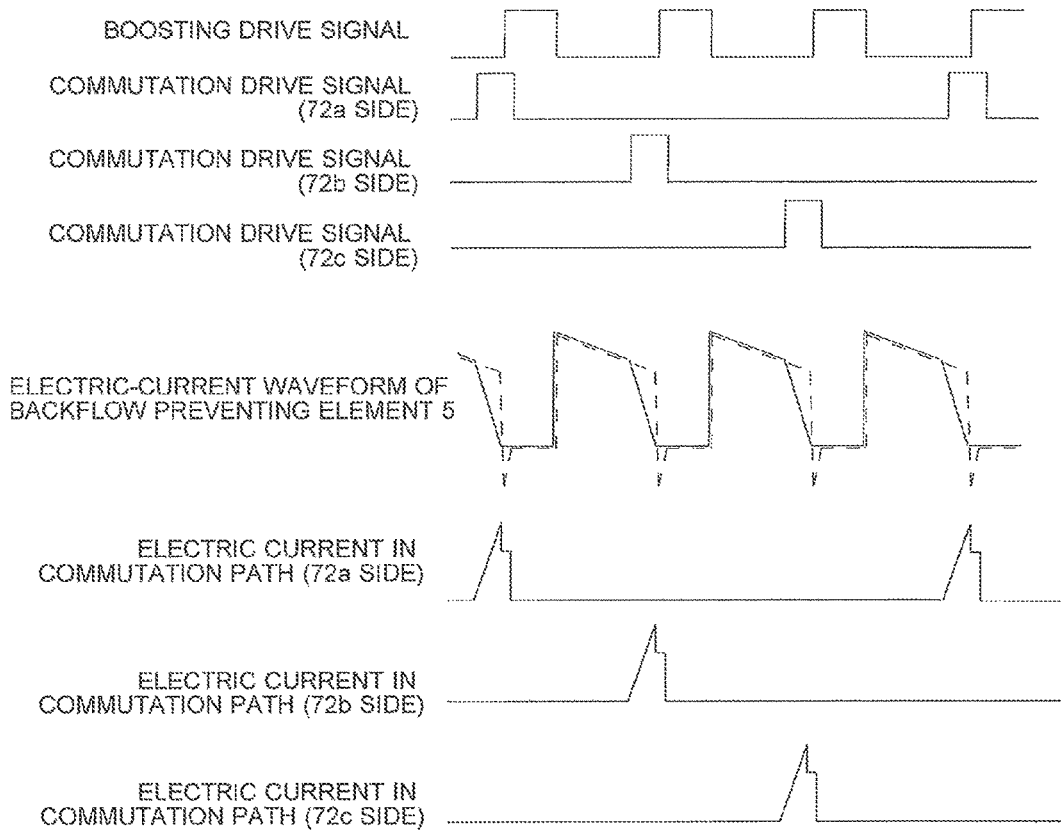 BOOSTING DRIVE SIGNAL
COMMUTATION DRIVE SIGNAL
(72a SIDE)
COMMUTATION DRIVE SIGNAL
(72b SIDE)
COMMUTATION DRIVE SIGNAL
(72c SIDE)
ELECTRIC-CURRENT WAVEFORM OF
BACKFLOW PREVENTING ELEMENT 5
ELECTRIC CURRENT IN
COMMUTATION PATH (72a SIDE)
ELECTRIC CURRENT IN
COMMUTATION PATH (72b SIDE)
ELECTRIC CURRENT IN
COMMUTATION PATH (72c SIDE)